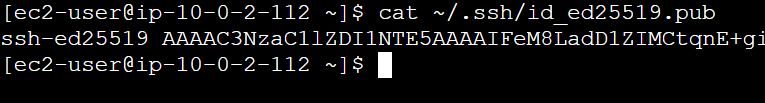 [ec2-user@ip-10-0-2-112 ~]$ cat ~/.ssh/id_ed25519.pub
ssh-ed25519 AAAAC3NzaC1lZDI1NTE5AAAAIFeM8LadD1ZIMCtqnE+gi
[ec2-user@ip-10-0-2-112 ~]$